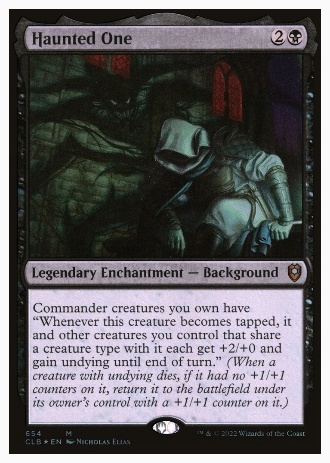 Haunted One 2
Legendary Enchantment — Background
Commander creatures you own have
“Whenever this creature becomes tapped, it
and other creatures you control that share
a creature type with it each get +2/+0 and
gain undying until end of turn.” (When a
creature with undying dies, if it had no +1/+1
counters on it, return it to the battlefield under
its owner’s control with a +1/+1 counter on it.)
654 M
CLB ★ EN Nicholas Elias ™ & © 2022 Wizards of the Coast